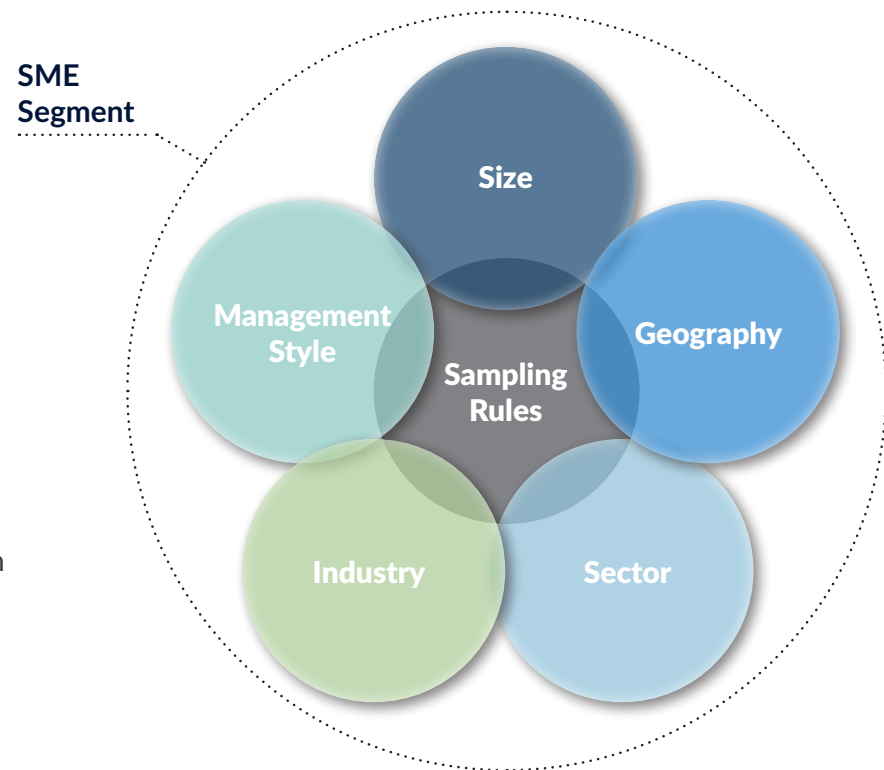 SME
Segment
Size
Management
Style
Geography
Sampling
Rules
Industry
Sector